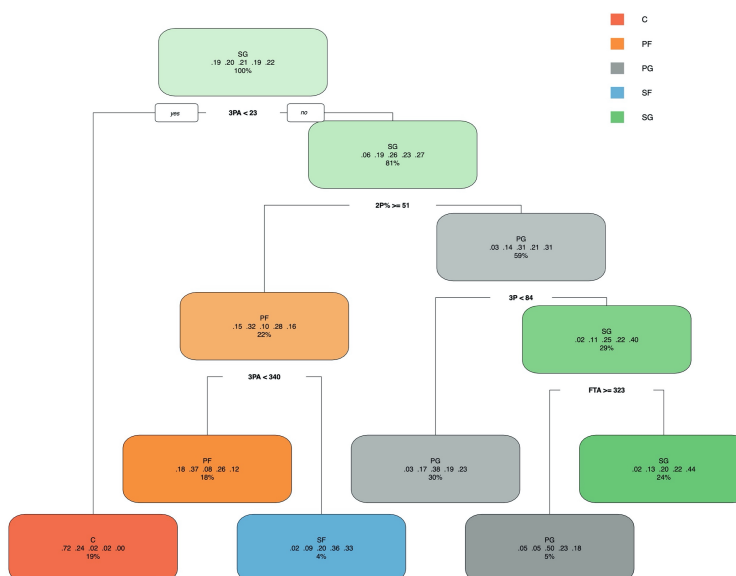 C
PF
PG
SF
SG
SG
.19 .20 .21 .19 .22
100%
yes 3PA < 23 no
SG
.06 .19 .26 .23 .27
81%
2P% >= 51
PG
.03 .14 .31 .21 .31
59%
3P < 84
PF
.15 .32 .10 .28 .16
22%
SG
.02 .11 .25 .22 .40
29%
3PA < 340
FTA >= 323
PF
.18 .37 .08 .26 .12
18%
PG
.03 .17 .38 .19 .23
30%
SG
.02 .13 .20 .22 .44
24%
C
.72 .24 .02 .02 .00
19%
SF
.02 .09 .20 .36 .33
4%
PG
.05 .05 .50 .23 .18
5%